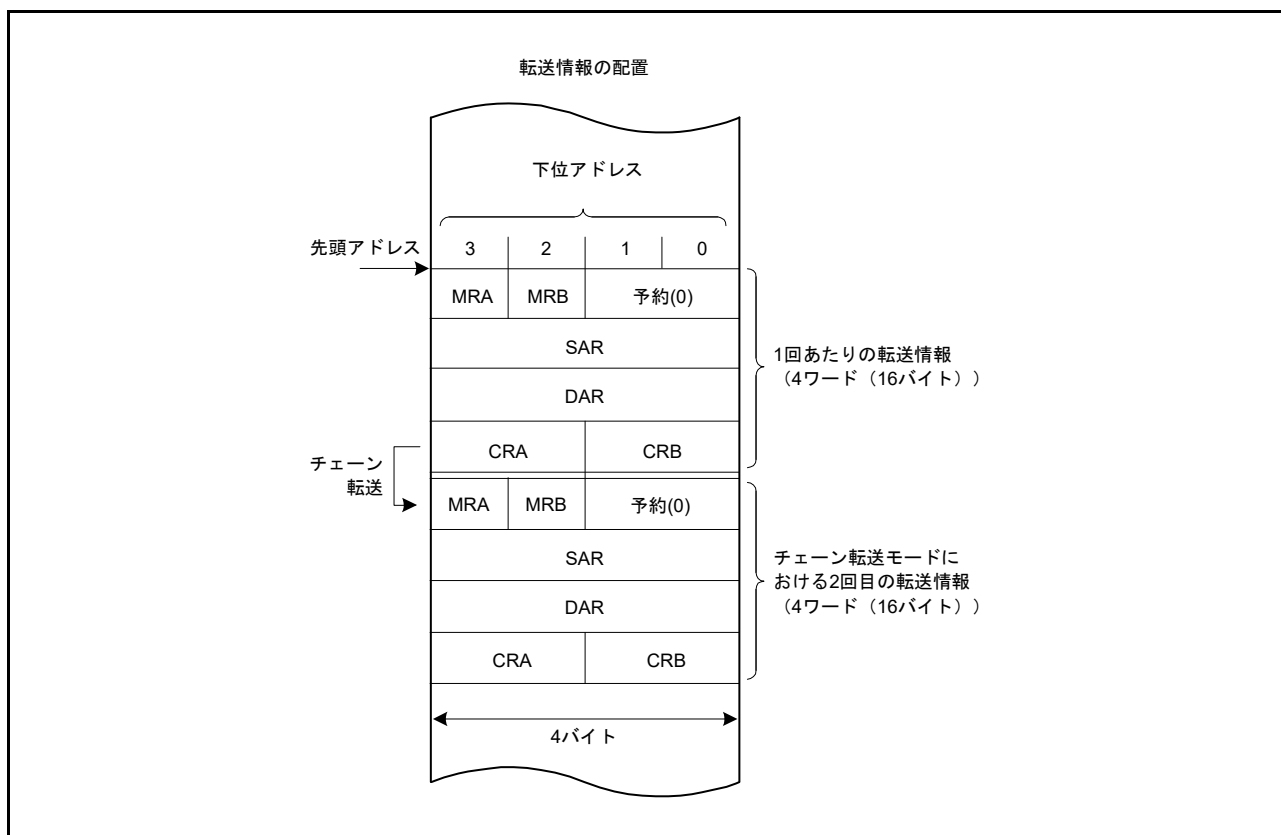 転送情報の配置
下位アドレス
先頭アドレス
3 2 1 0
MRA MRB 予約(0)
SAR
DAR
CRA CRB
1回あたりの転送情報
（4ワード（16バイト））
チェーン
転送
MRA MRB 予約(0)
SAR
DAR
CRA CRB
チェーン転送モードに
おける2回目の転送情報
（4ワード（16バイト））
4バイト